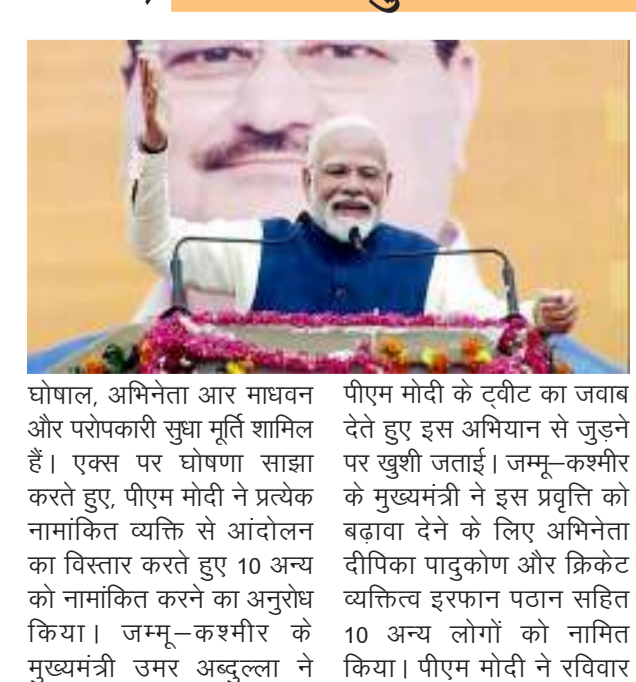 घोषाल, अभिनेता आर माधवन
और परोपकारी सुधा मूर्ति शामिल
हैं। एक्स पर घोषणा साझा
करते हुए, पीएम मोदी ने प्रत्येक
नामांकित व्यक्ति से आंदोलन
का विस्तार करते हुए 10 अन्य
को नामांकित करने का अनुरोध
किया। जम्मू–कश्मीर के
मुख्यमंत्री उमर अब्दुल्ला ने
पीएम मोदी के ट्वीट का जवाब
देते हुए इस अभियान से जुड़ने
पर खुशी जताई। जम्मू–कश्मीर
के मुख्यमंत्री ने इस प्रवृत्ति को
बढ़ावा देने के लिए अभिनेता
दीपिका पादुकोण और क्रिकेट
व्यक्तित्व इरफान पठान सहित
10 अन्य लोगों को नामित
किया। पीएम मोदी ने रविवार